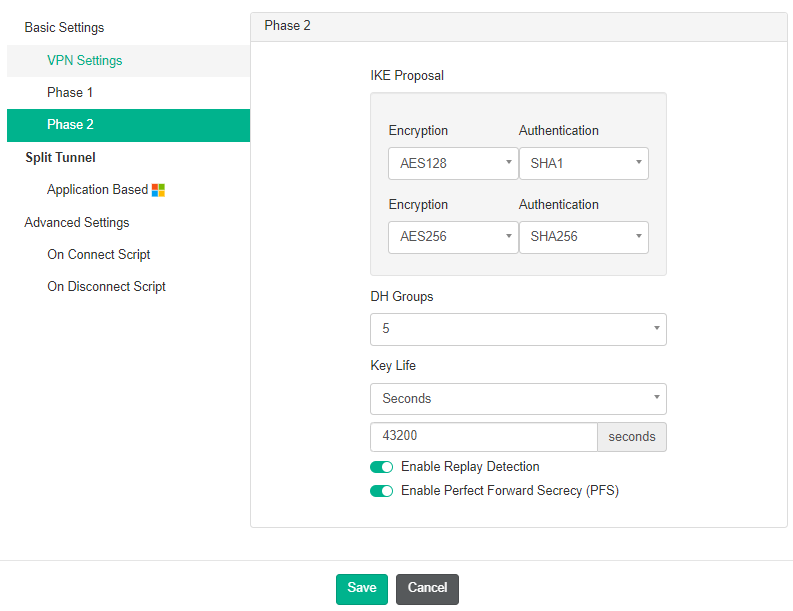 Basic Settings
VPN Settings
Phase 1
Phase 2
Split Tunnel
Application Based
Advanced Settings
On Connect Script
On Disconnect Script
Phase 2
IKE Proposal
Encryption Authentication
AES128 SHA1
Encryption Authentication
AES256 SHA256
DH Groups
5
Key Life
Seconds
43200 seconds
Enable Replay Detection
Enable Perfect Forward Secrecy (PFS)
Save Cancel